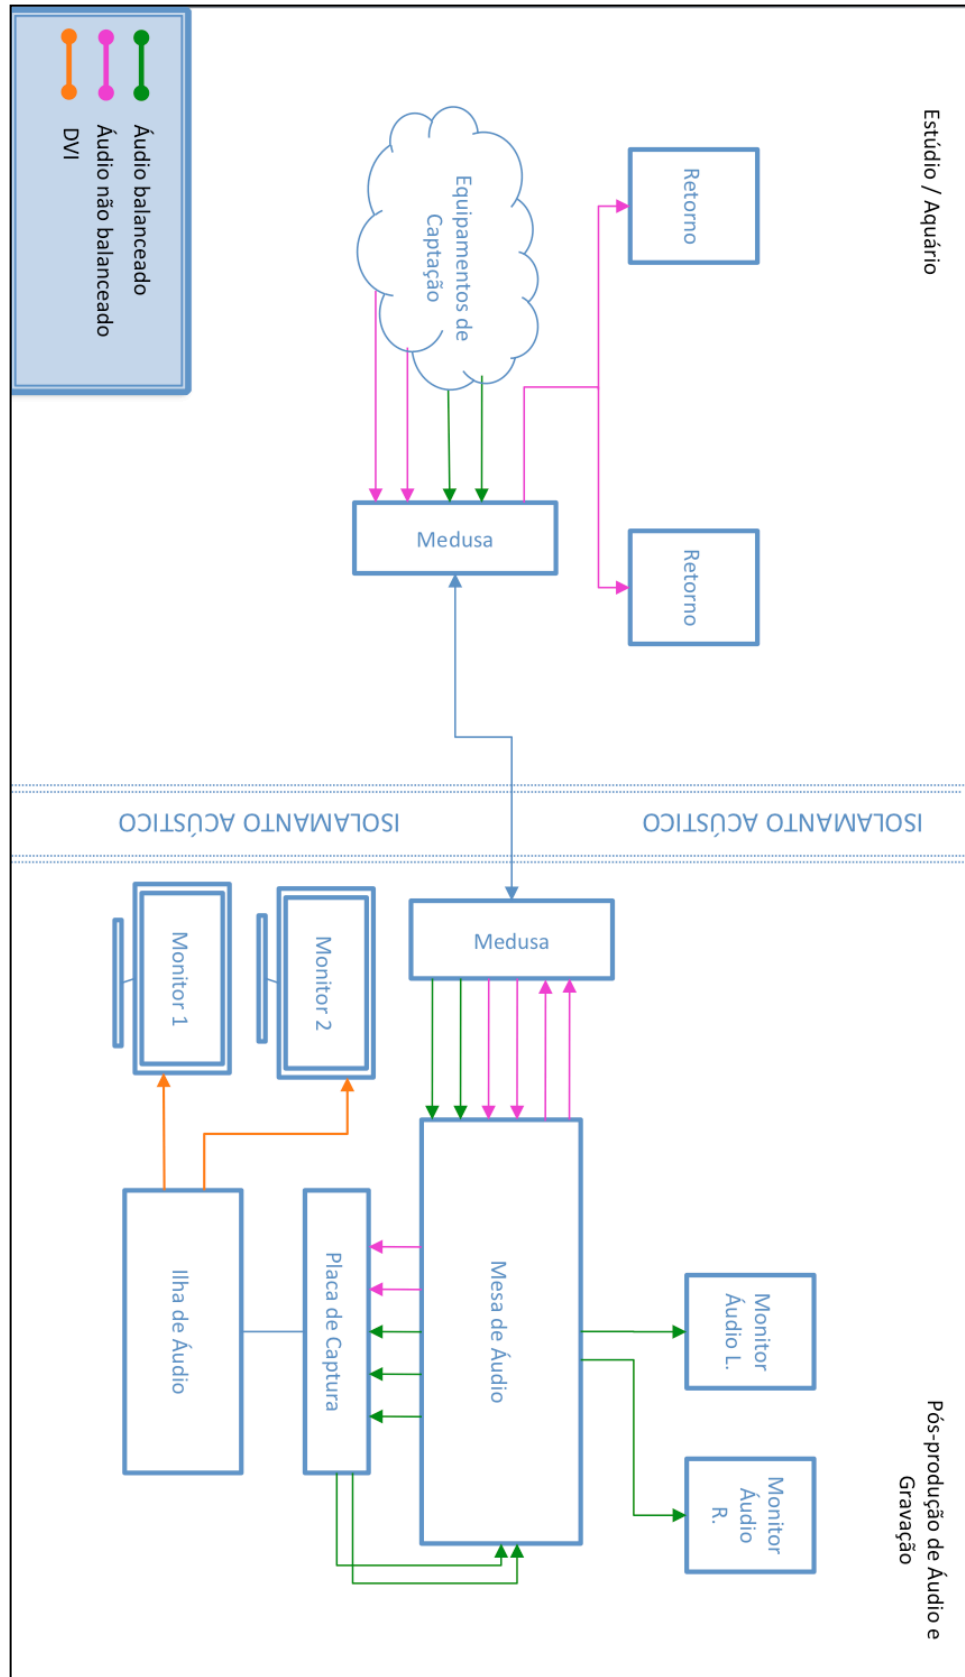 Estúdio / Aquário
Retorno
Retorno
Equipamentos de
Captação
Medusa
Áudio balanceado
Áudio não balanceado
DVI
ISOLAMANTO ACÚSTICO
ISOLAMANTO ACÚSTICO
Pós-produção de Áudio e
Gravação
Monitor
Áudio L.
Monitor
Áudio
R.
Medusa
Mesa de Áudio
Monitor 2
Monitor 1
Placa de Captura
Ilha de Áudio